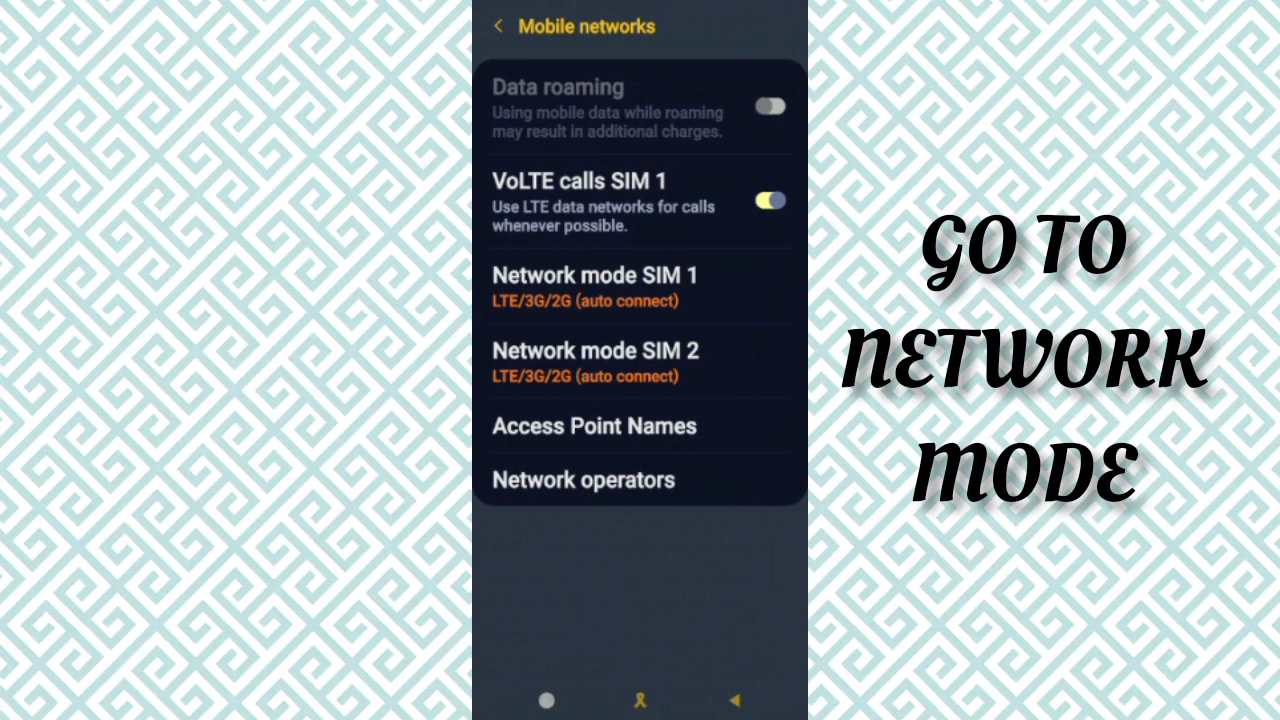 Mobile networks
Data roaming
Using mobile data while roaming
may result in additional charges.
VoLTE calls SIM 1
Use LTE data networks for calls
whenever possible.
Network mode SIM 1
LTE/3G/2G (auto connect)
Network mode SIM 2
LTE/3G/2G (auto connect)
Access Point Names
Network operators
GO TO
NETWORK
MODE